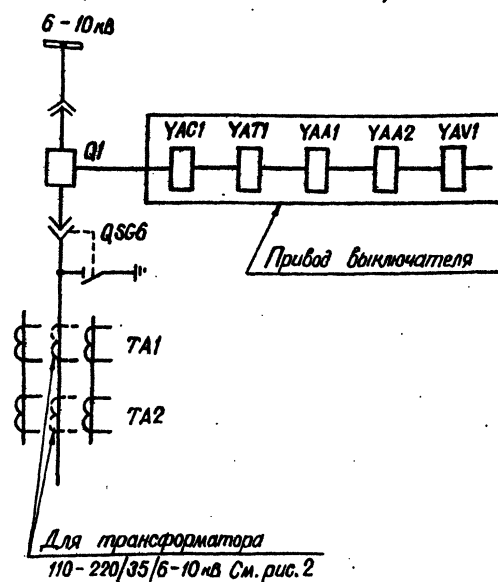 6-10кв
Q1
YAC1 YAT1 YAA1 YAA2 YAV1
QSG6
Привод выключателя
TA1
TA2
Для трансформатора
110-220/35/6-10кв См. рис. 2